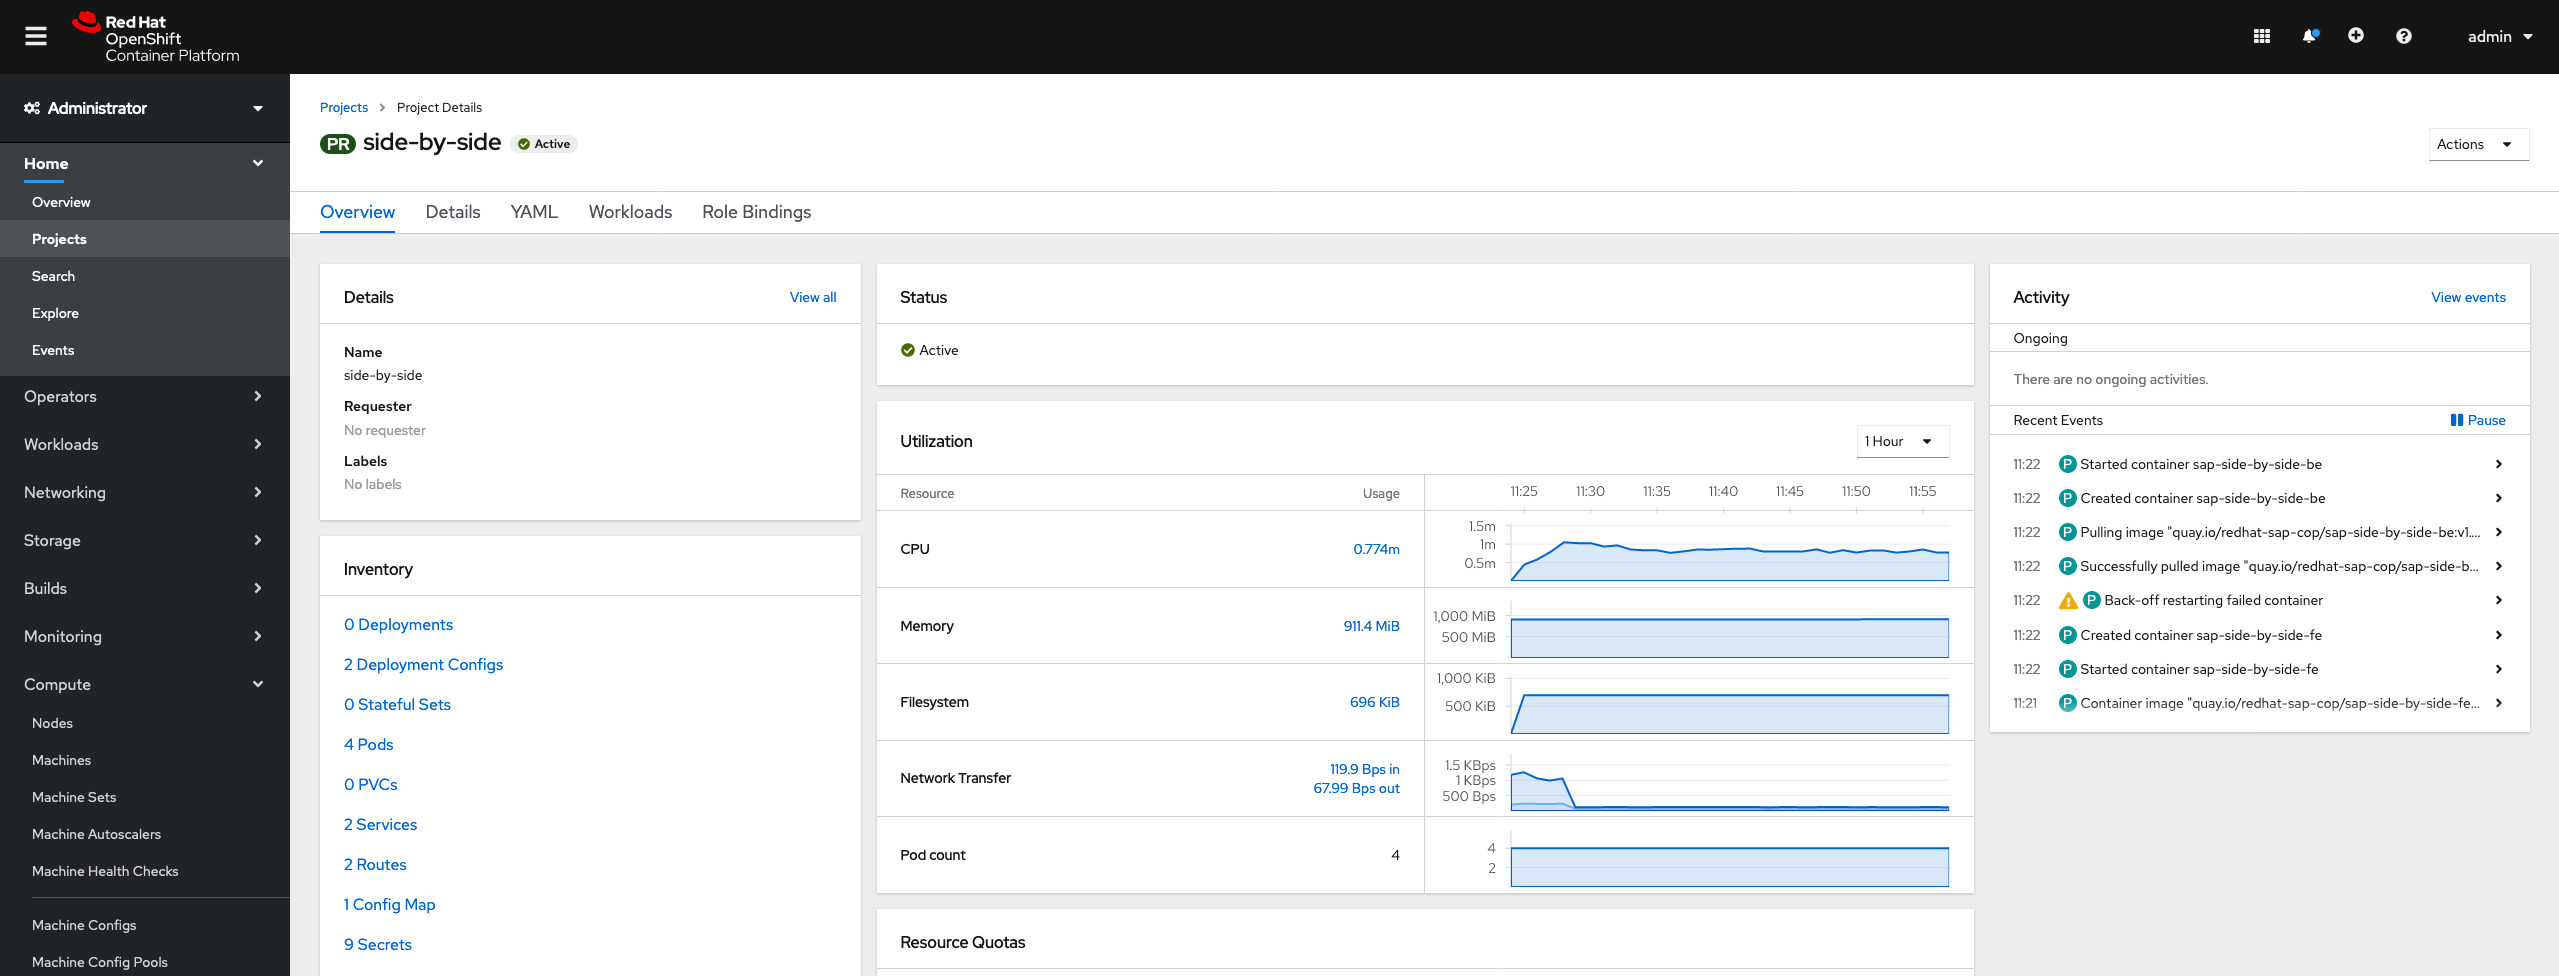 Red Hat
OpenShift
Container Platform
admin
Administrator
Home
Overview
Projects
Search
Explore
Events
Operators
Workloads
Networking
Storage
Builds
Monitoring
Compute
Nodes
Machines
Machine Sets
Machine Autoscalers
Machine Health Checks
Machine Configs
Machine Config Pools
Projects > Project Details
PR side-by-side Active
Actions
Overview Details YAML Workloads Role Bindings
Details View all
Name
side-by-side
Requester
No requester
Labels
No labels
Inventory
0 Deployments
2 Deployment Configs
0 Stateful Sets
4 Pods
0 PVCs
2 Services
2 Routes
1 Config Map
9 Secrets
Status
Active
Utilization 1 Hour
Resource Usage 11:25 11:30 11:35 11:40 11:45 11:50 11:55
CPU 0.774m
1.5m
1m
0.5m
Memory 911.4 MiB
1,000 MiB
500 MiB
Filesystem 696 KiB
1,000 KiB
500 KiB
Network Transfer
119.9 Bps in
67.99 Bps out
1.5 KBps
1 KBps
500 Bps
Pod count 4
4
2
Resource Quotas
Activity View events
Ongoing
There are no ongoing activities.
Recent Events Pause
11:22 P Started container sap-side-by-side-be
11:22 P Created container sap-side-by-side-be
11:22 P Pulling image "quay.io/redhat-sap-cop/sap-side-by-side-be:v1....
11:22 P Successfully pulled image "quay.io/redhat-sap-cop/sap-side-b...
11:22 P Back-off restarting failed container
11:22 P Created container sap-side-by-side-fe
11:22 P Started container sap-side-by-side-fe
11:21 P Container image "quay.io/redhat-sap-cop/sap-side-by-side-fe...